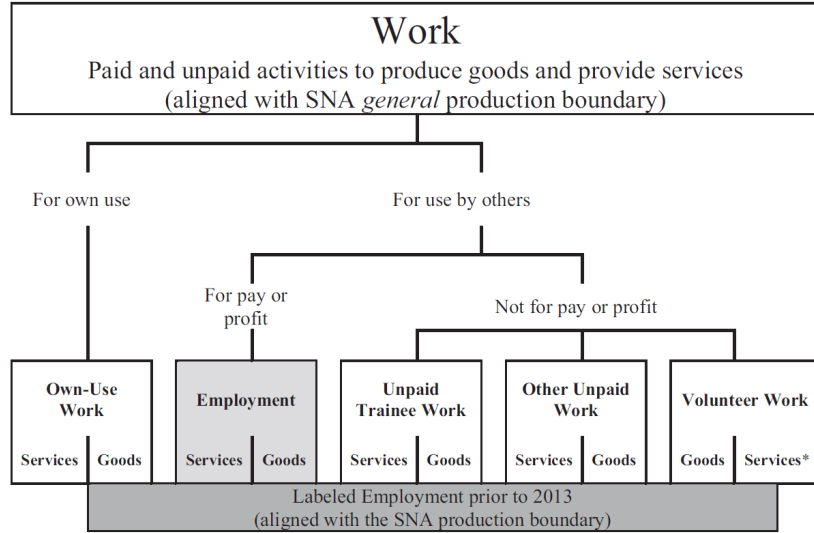 Work
Paid and unpaid activities to produce goods and provide services
(aligned with SNA general production boundary)
For own use
For use by others
For pay or
profit
Not for pay or profit
Own-Use
Work
Services Goods
Employment
Services Goods
Unpaid
Trainee Work
Services Goods
Other Unpaid
Work
Services Goods
Volunteer Work
Goods Services*
Labeled Employment prior to 2013
(aligned with the SNA production boundary)